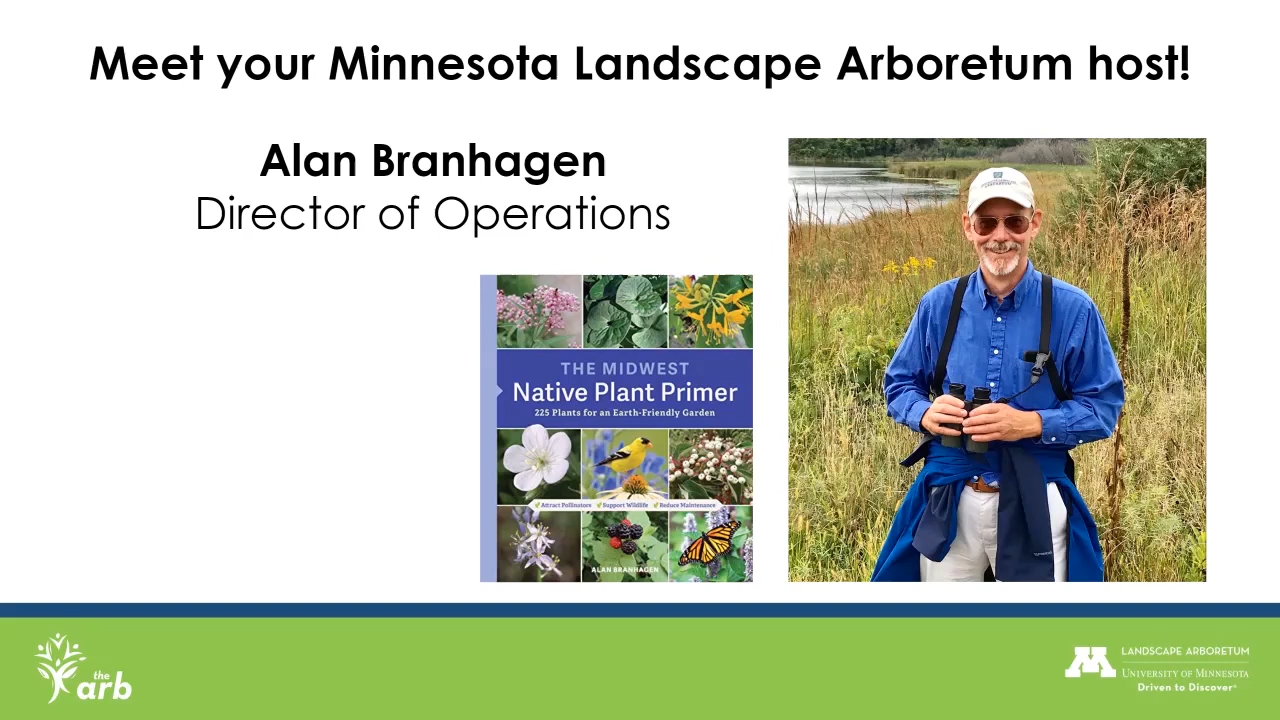 Meet your Minnesota Landscape Arboretum host!
Alan Branhagen
Director of Operations
THE MIDWEST
Native Plant Primer
225 Plants for an Earth-Friendly Garden
Attract Pollinators Support Wildlife Reduce Maintenance
ALAN BRANHAGEN
the
arb
M
LANDSCAPE ARBORETUM
UNIVERSITY OF MINNESOTA
Driven to Discover®